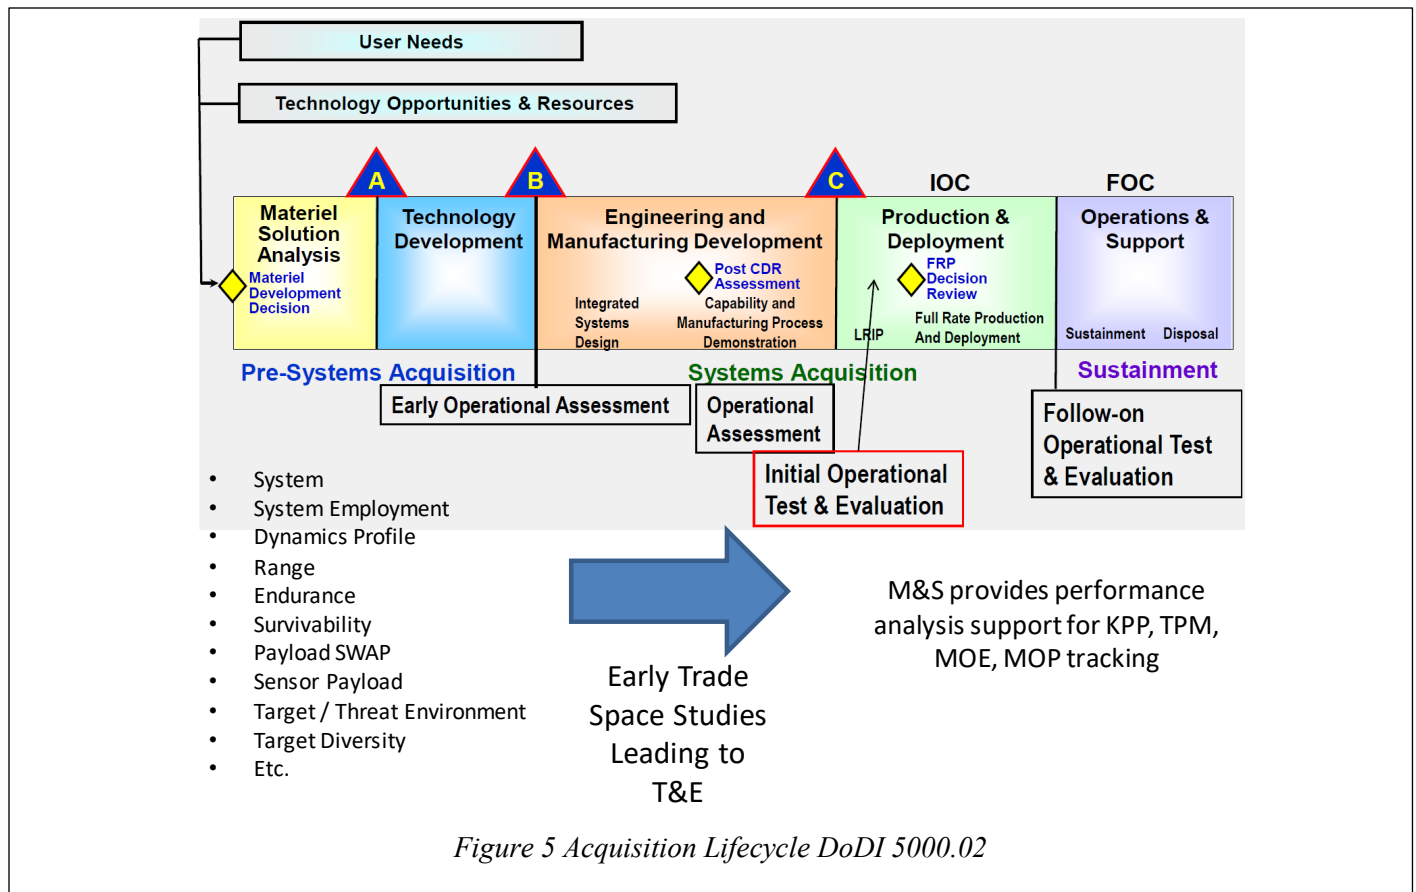 User Needs
Technology Opportunities & Resources
A
B
C
IOC
FOC
Materiel
Solution
Analysis
Materiel
Development
Decision
Technology
Development
Engineering and
Manufacturing Development
Post CDR
Assessment
Integrated
Systems
Design
Capability and
Manufacturing Process
Demonstration
Production &
Deployment
FRP
Decision
Review
LRIP
Full Rate Production
And Deployment
Operations &
Support
Sustainment
Disposal
Pre-Systems Acquisition
Systems Acquisition
Sustainment
Early Operational Assessment
Operational
Assessment
Initial Operational
Test & Evaluation
Follow-on
Operational Test
& Evaluation
• System
• System Employment
• Dynamics Profile
• Range
• Endurance
• Survivability
• Payload SWAP
• Sensor Payload
• Target / Threat Environment
• Target Diversity
• Etc.
Early Trade
Space Studies
Leading to
T&E
M&S provides performance
analysis support for KPP, TPM,
MOE, MOP tracking
Figure 5 Acquisition Lifecycle DoDI 5000.02